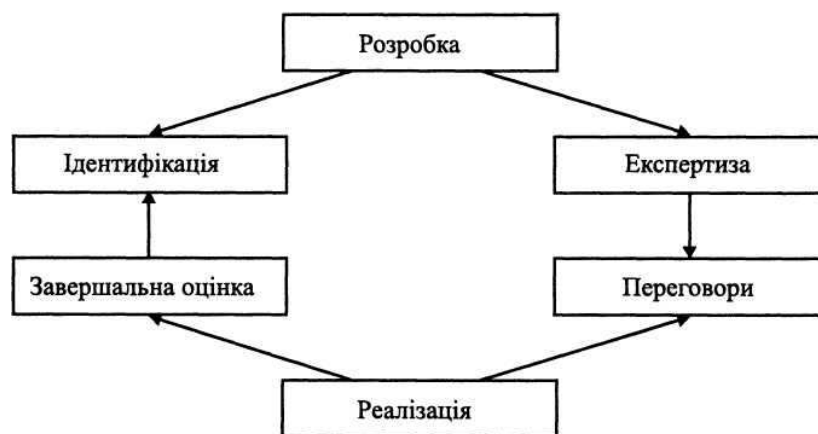 Розробка
Ідентифікація
Експертиза
Завершальна оцінка
Переговори
Реалізація